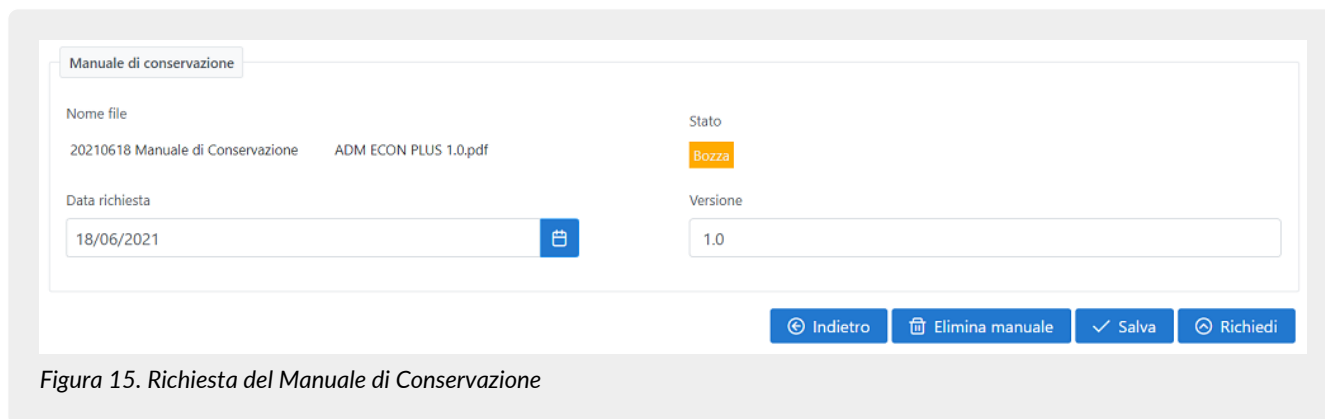 Manuale di conservazione
Nome file
20210618 Manuale di Conservazione ADM ECON PLUS 1.0.pdf
Stato
Bozza
Data richiesta
18/06/2021
Versione
1.0
Indietro
Elimina manuale
Salva
Richiedi
Figura 15. Richiesta del Manuale di Conservazione